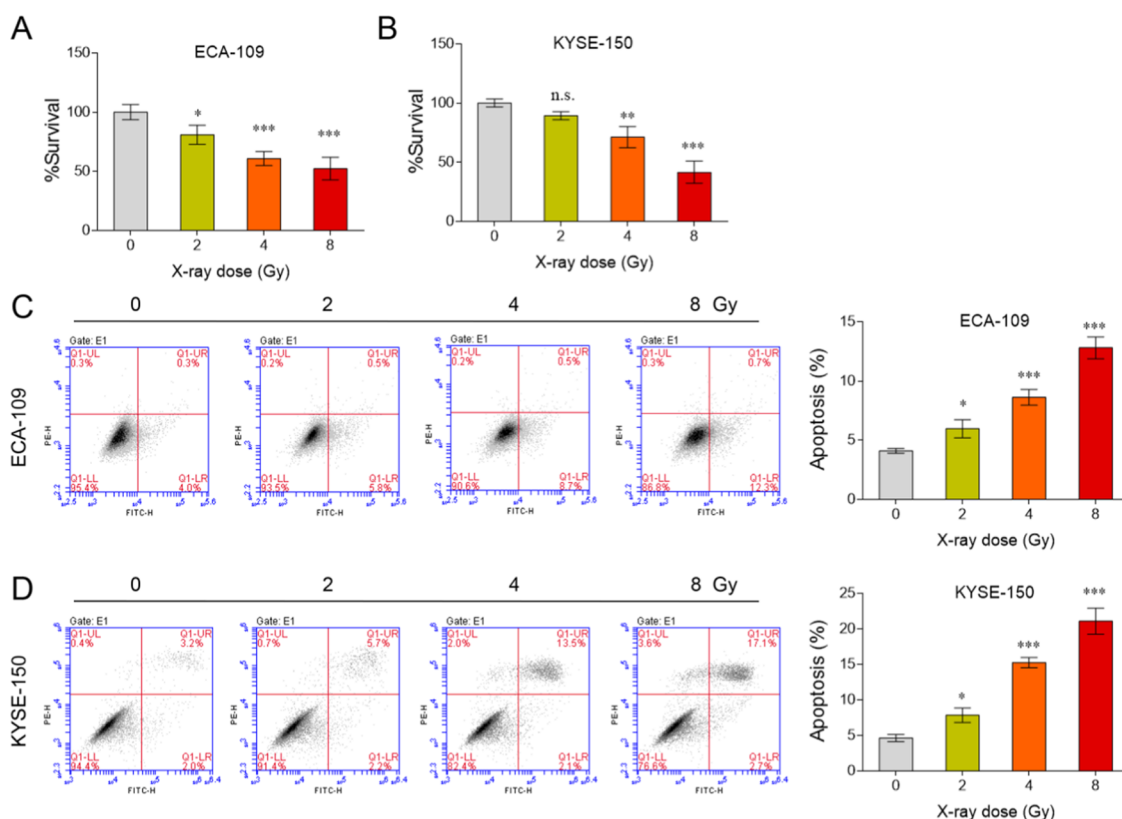 A
ECA-109
150
100
50
0
%Survival
* *** ***
0 2 4 8
X-ray dose (Gy)
B
KYSE-150
150
100
50
0
%Survival
n.s. ** ***
0 2 4 8
X-ray dose (Gy)
C
0 2 4 8 Gy
ECA-109
Gate: E1
Q1-UL Q1-UR
0.3% 0.3%
Q1-LL Q1-LR
95.4% 4.0%
PE-H
FITC-H
Gate: E1
Q1-UL Q1-UR
0.2% 0.5%
Q1-LL Q1-LR
93.5% 5.8%
PE-H
FITC-H
Gate: E1
Q1-UL Q1-UR
0.2% 0.5%
Q1-LL Q1-LR
90.6% 8.7%
PE-H
FITC-H
Gate: E1
Q1-UL Q1-UR
0.3% 0.7%
Q1-LL Q1-LR
86.8% 12.3%
PE-H
FITC-H
ECA-109
15
10
5
0
Apoptosis (%)
* *** ***
0 2 4 8
X-ray dose (Gy)
D
0 2 4 8 Gy
KYSE-150
Gate: E1
Q1-UL Q1-UR
0.4% 3.2%
Q1-LL Q1-LR
94.4% 2.0%
PE-H
FITC-H
Gate: E1
Q1-UL Q1-UR
0.7% 5.7%
Q1-LL Q1-LR
91.4% 2.2%
PE-H
FITC-H
Gate: E1
Q1-UL Q1-UR
2.0% 13.5%
Q1-LL Q1-LR
82.4% 2.1%
PE-H
FITC-H
Gate: E1
Q1-UL Q1-UR
3.6% 17.1%
Q1-LL Q1-LR
76.6% 2.7%
PE-H
FITC-H
KYSE-150
25
20
15
10
5
0
Apoptosis (%)
* *** ***
0 2 4 8
X-ray dose (Gy)